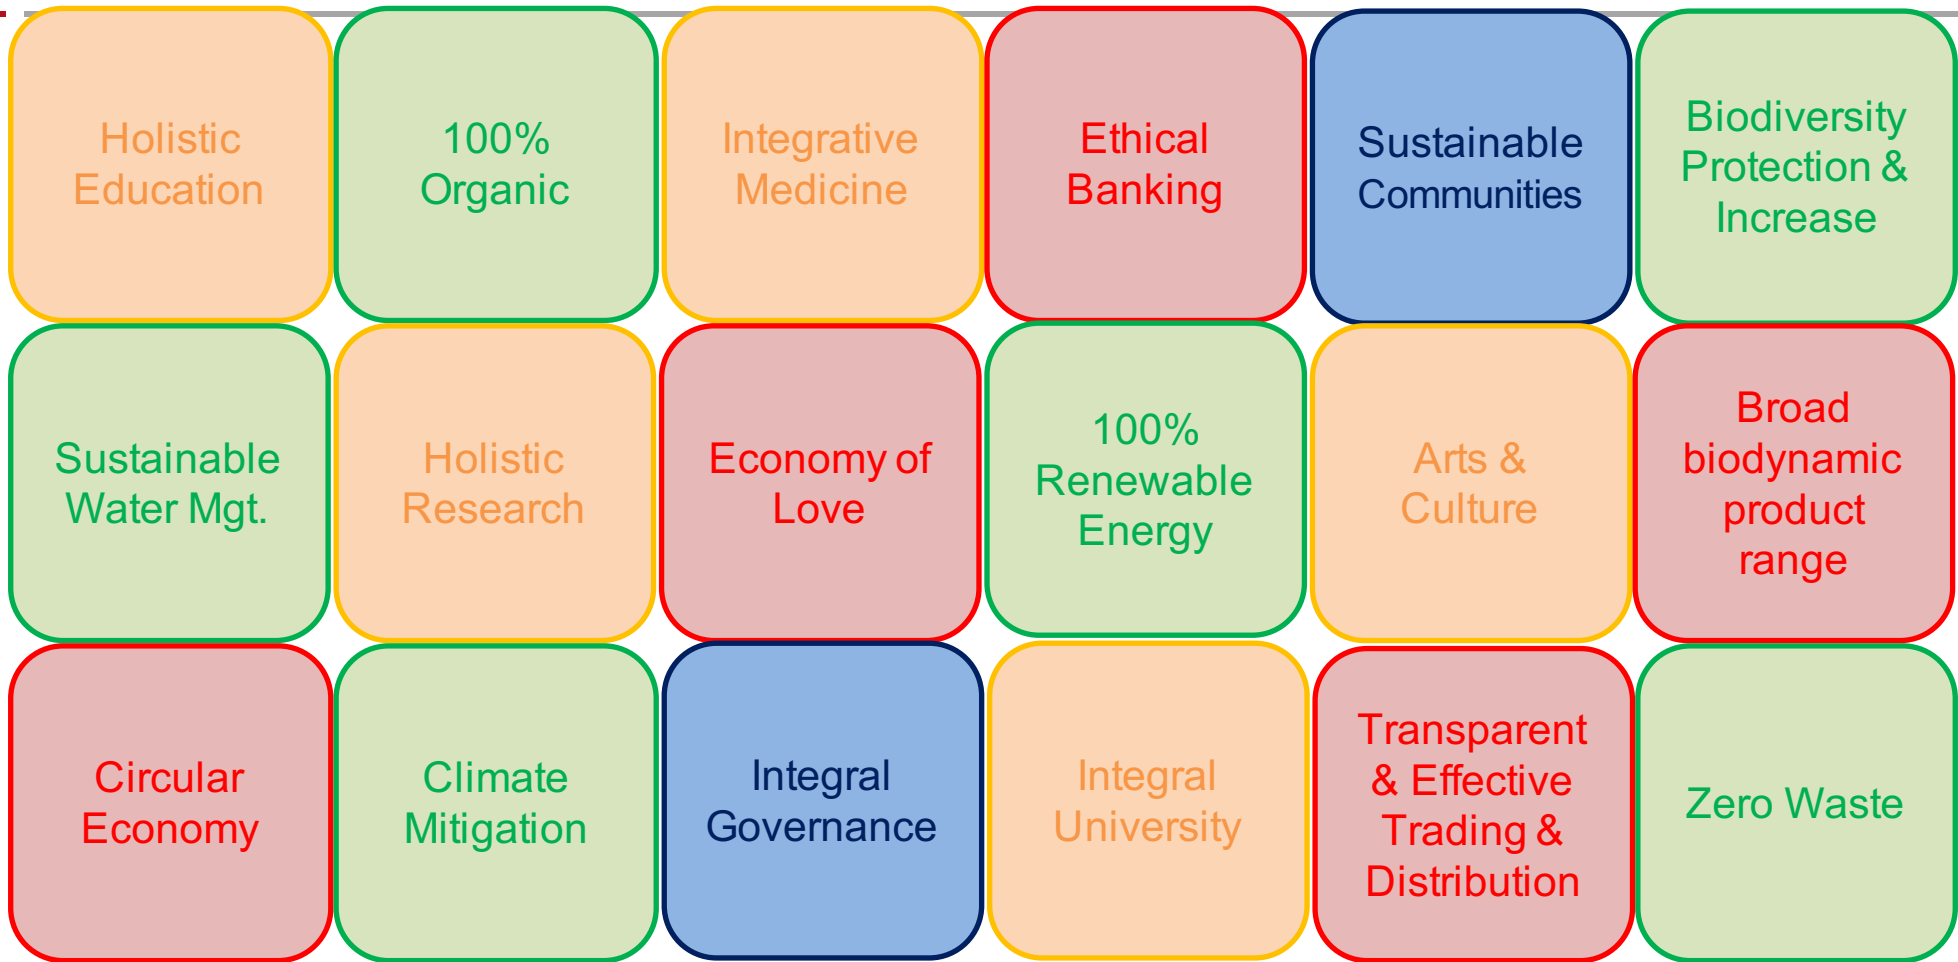 Holistic
Education
100%
Organic
Integrative
Medicine
Ethical
Banking
Sustainable
Communities
Biodiversity
Protection &
Increase
Sustainable
Water Mgt.
Holistic
Research
Economy of
Love
100%
Renewable
Energy
Arts &
Culture
Broad
biodynamic
product
range
Circular
Economy
Climate
Mitigation
Integral
Governance
Integral
University
Transparent
& Effective
Trading &
Distribution
Zero Waste